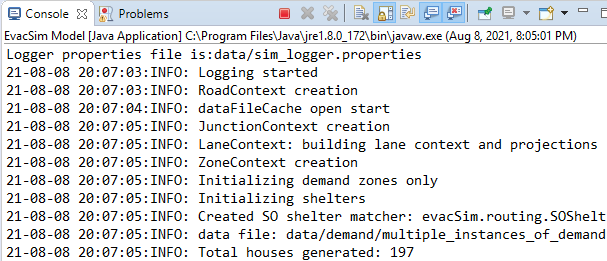 Console Problems
EvacSim Model [Java Application] C:\Program Files\Java\jre1.8.0_172\bin\javaw.exe (Aug 8, 2021, 8:05:01 PM)
Logger properties file is:data/sim_logger.properties
21-08-08 20:07:03:INFO: Logging started
21-08-08 20:07:03:INFO: RoadContext creation
21-08-08 20:07:04:INFO: dataFileCache open start
21-08-08 20:07:05:INFO: JunctionContext creation
21-08-08 20:07:05:INFO: LaneContext: building lane context and projections
21-08-08 20:07:05:INFO: ZoneContext creation
21-08-08 20:07:05:INFO: Initializing demand zones only
21-08-08 20:07:05:INFO: Initializing shelters
21-08-08 20:07:05:INFO: Created SO shelter matcher: evacSim.routing.SOShelt
21-08-08 20:07:05:INFO: data file: data/demand/multiple_instances_of_demand
21-08-08 20:07:05:INFO: Total houses generated: 197